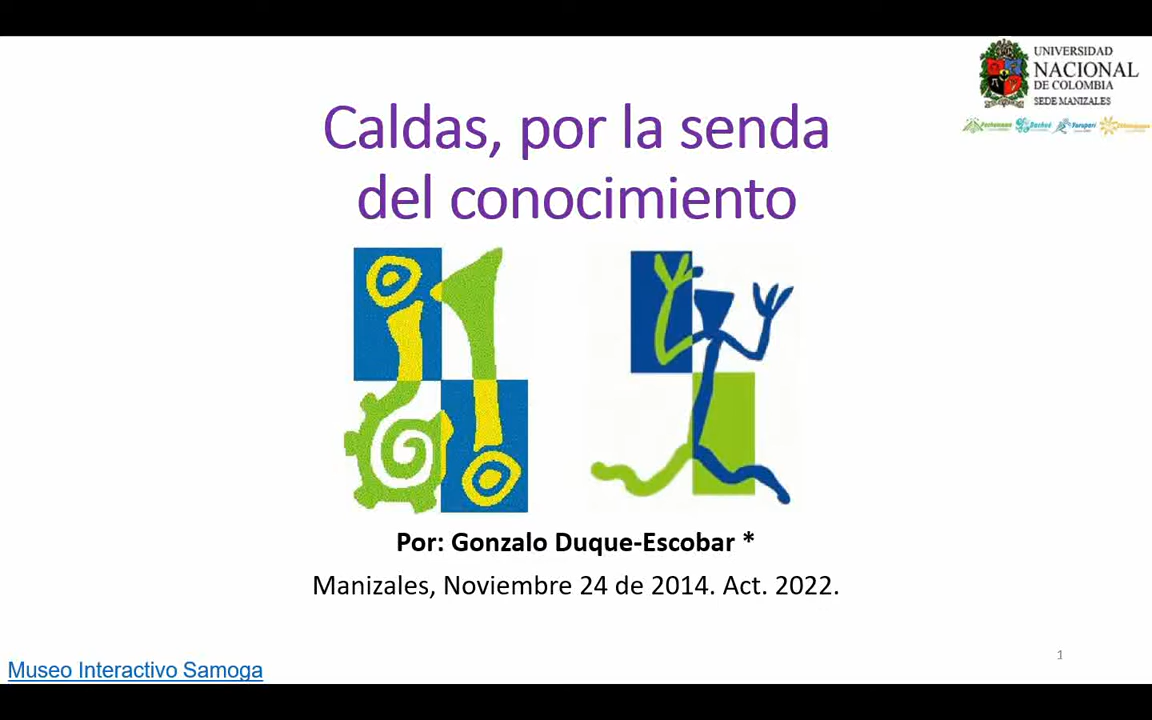 UNIVERSIDAD
NACIONAL
DE COLOMBIA
SEDE MANIZALES
Caldas, por la senda
del conocimiento
Por: Gonzalo Duque-Escobar *
Manizales, Noviembre 24 de 2014. Act. 2022.
1
Museo Interactivo Samoga